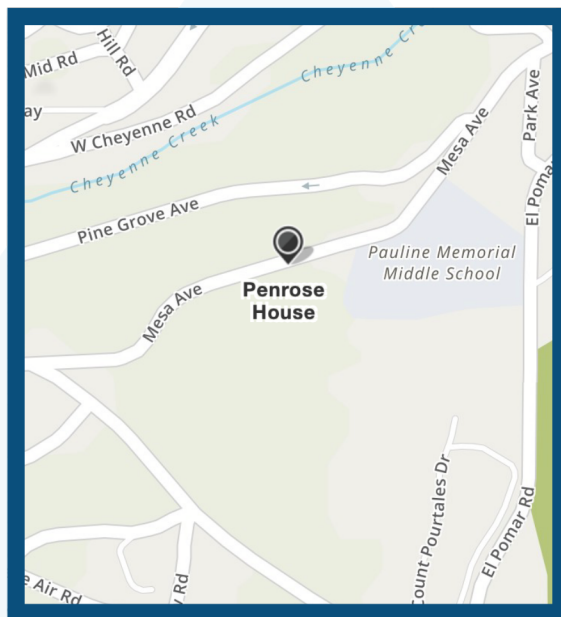 Hill Rd
Mid Rd
ay
W Cheyenne Rd
Cheyenne Creek
Cheyenne Cre
Park Ave
Mesa Ave
Pine Grove Ave
El Pomar
Pauline Memorial
Middle School
Penrose
House
Mesa Ave
Count Pourtales Dr
El Pomar Rd
e Air Rd
y Rd